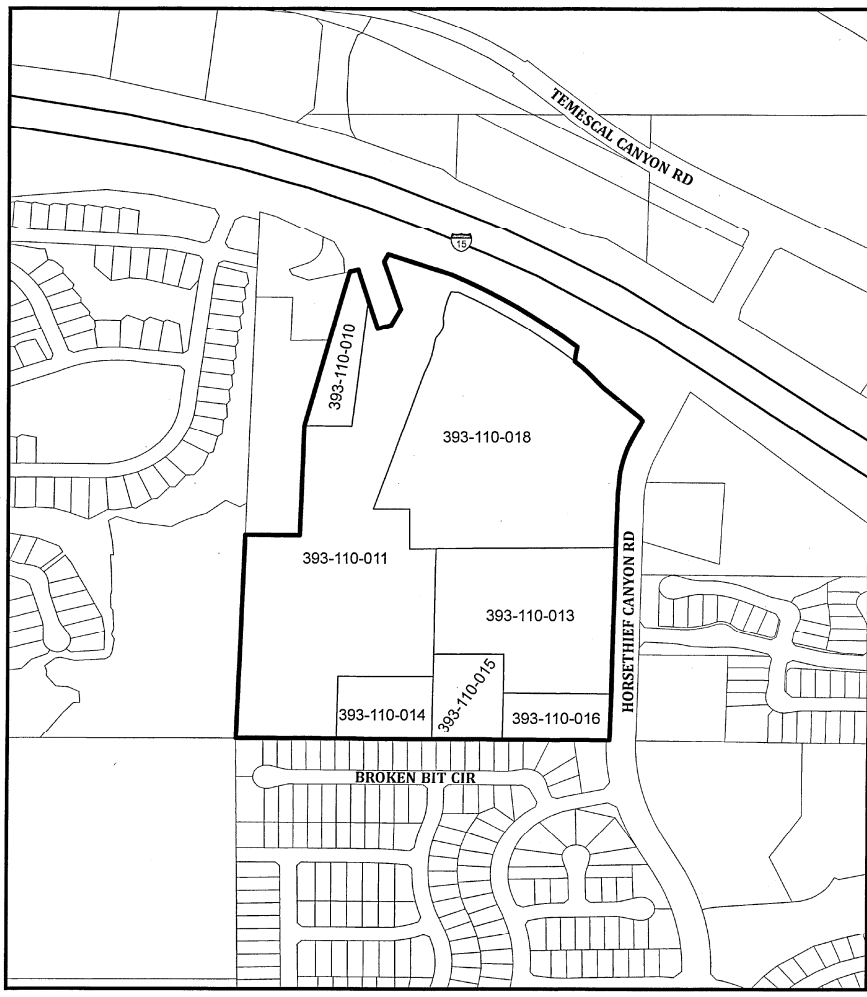 TEMESCAL CANYON RD
15
393-110-010
393-110-018
393-110-011
HORSETHIEF CANYON RD
393-110-013
393-110-015
393-110-014
393-110-016
BROKEN BIT CIR